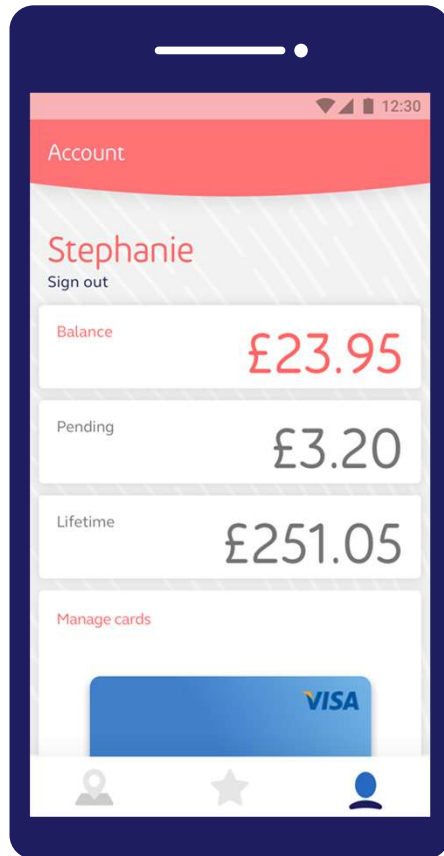 12:30
Account
Stephanie
Sign out
Balance
£23.95
Pending
£3.20
Lifetime
£251.05
Manage cards
VISA